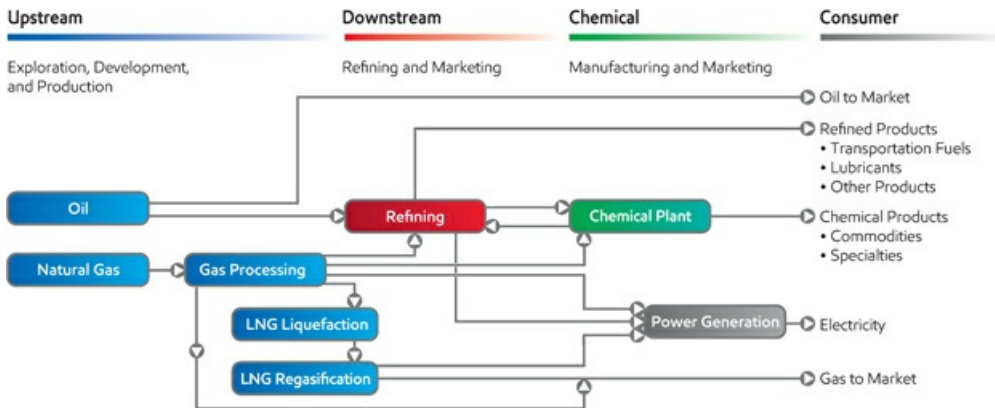 Upstream
Downstream
Chemical
Consumer
Exploration, Development,
and Production
Refining and Marketing
Manufacturing and Marketing
Oil to Market
Refined Products
• Transportation Fuels
• Lubricants
• Other Products
Oil
Refining
Chemical Plant
Chemical Products
• Commodities
• Specialties
Natural Gas
Gas Processing
LNG Liquefaction
Power Generation
Electricity
LNG Regasification
Gas to Market